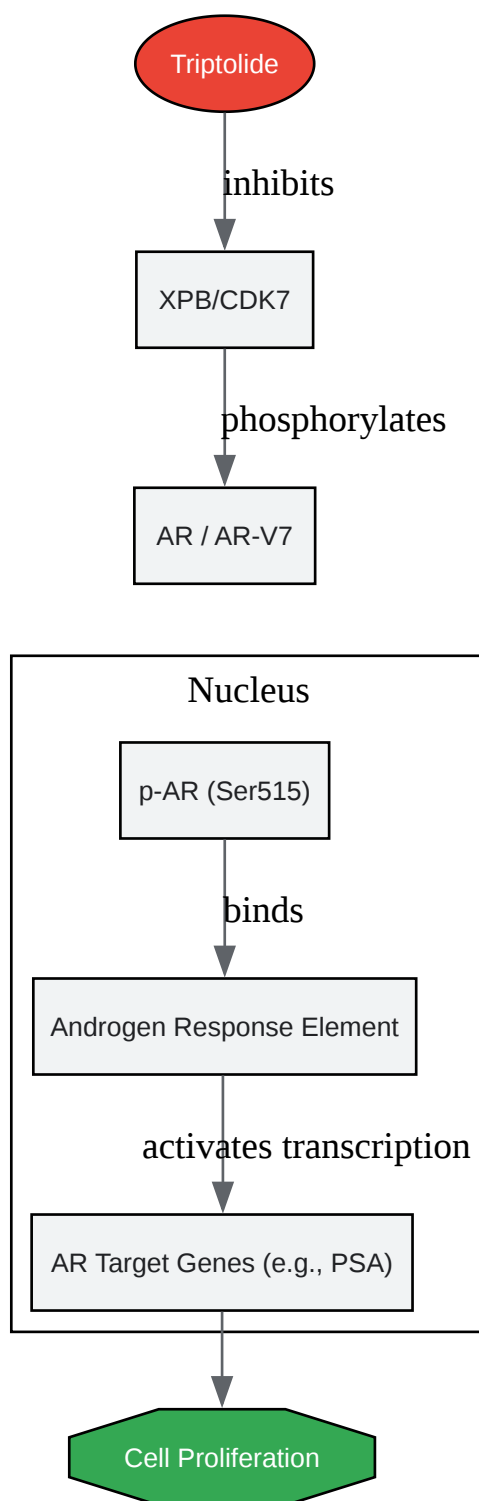 Triptolide
inhibits
XPB/CDK7
phosphorylates
AR / AR-V7
Nucleus
p-AR (Ser515)
binds
Androgen Response Element
activates transcription
AR Target Genes (e.g., PSA)
Cell Proliferation